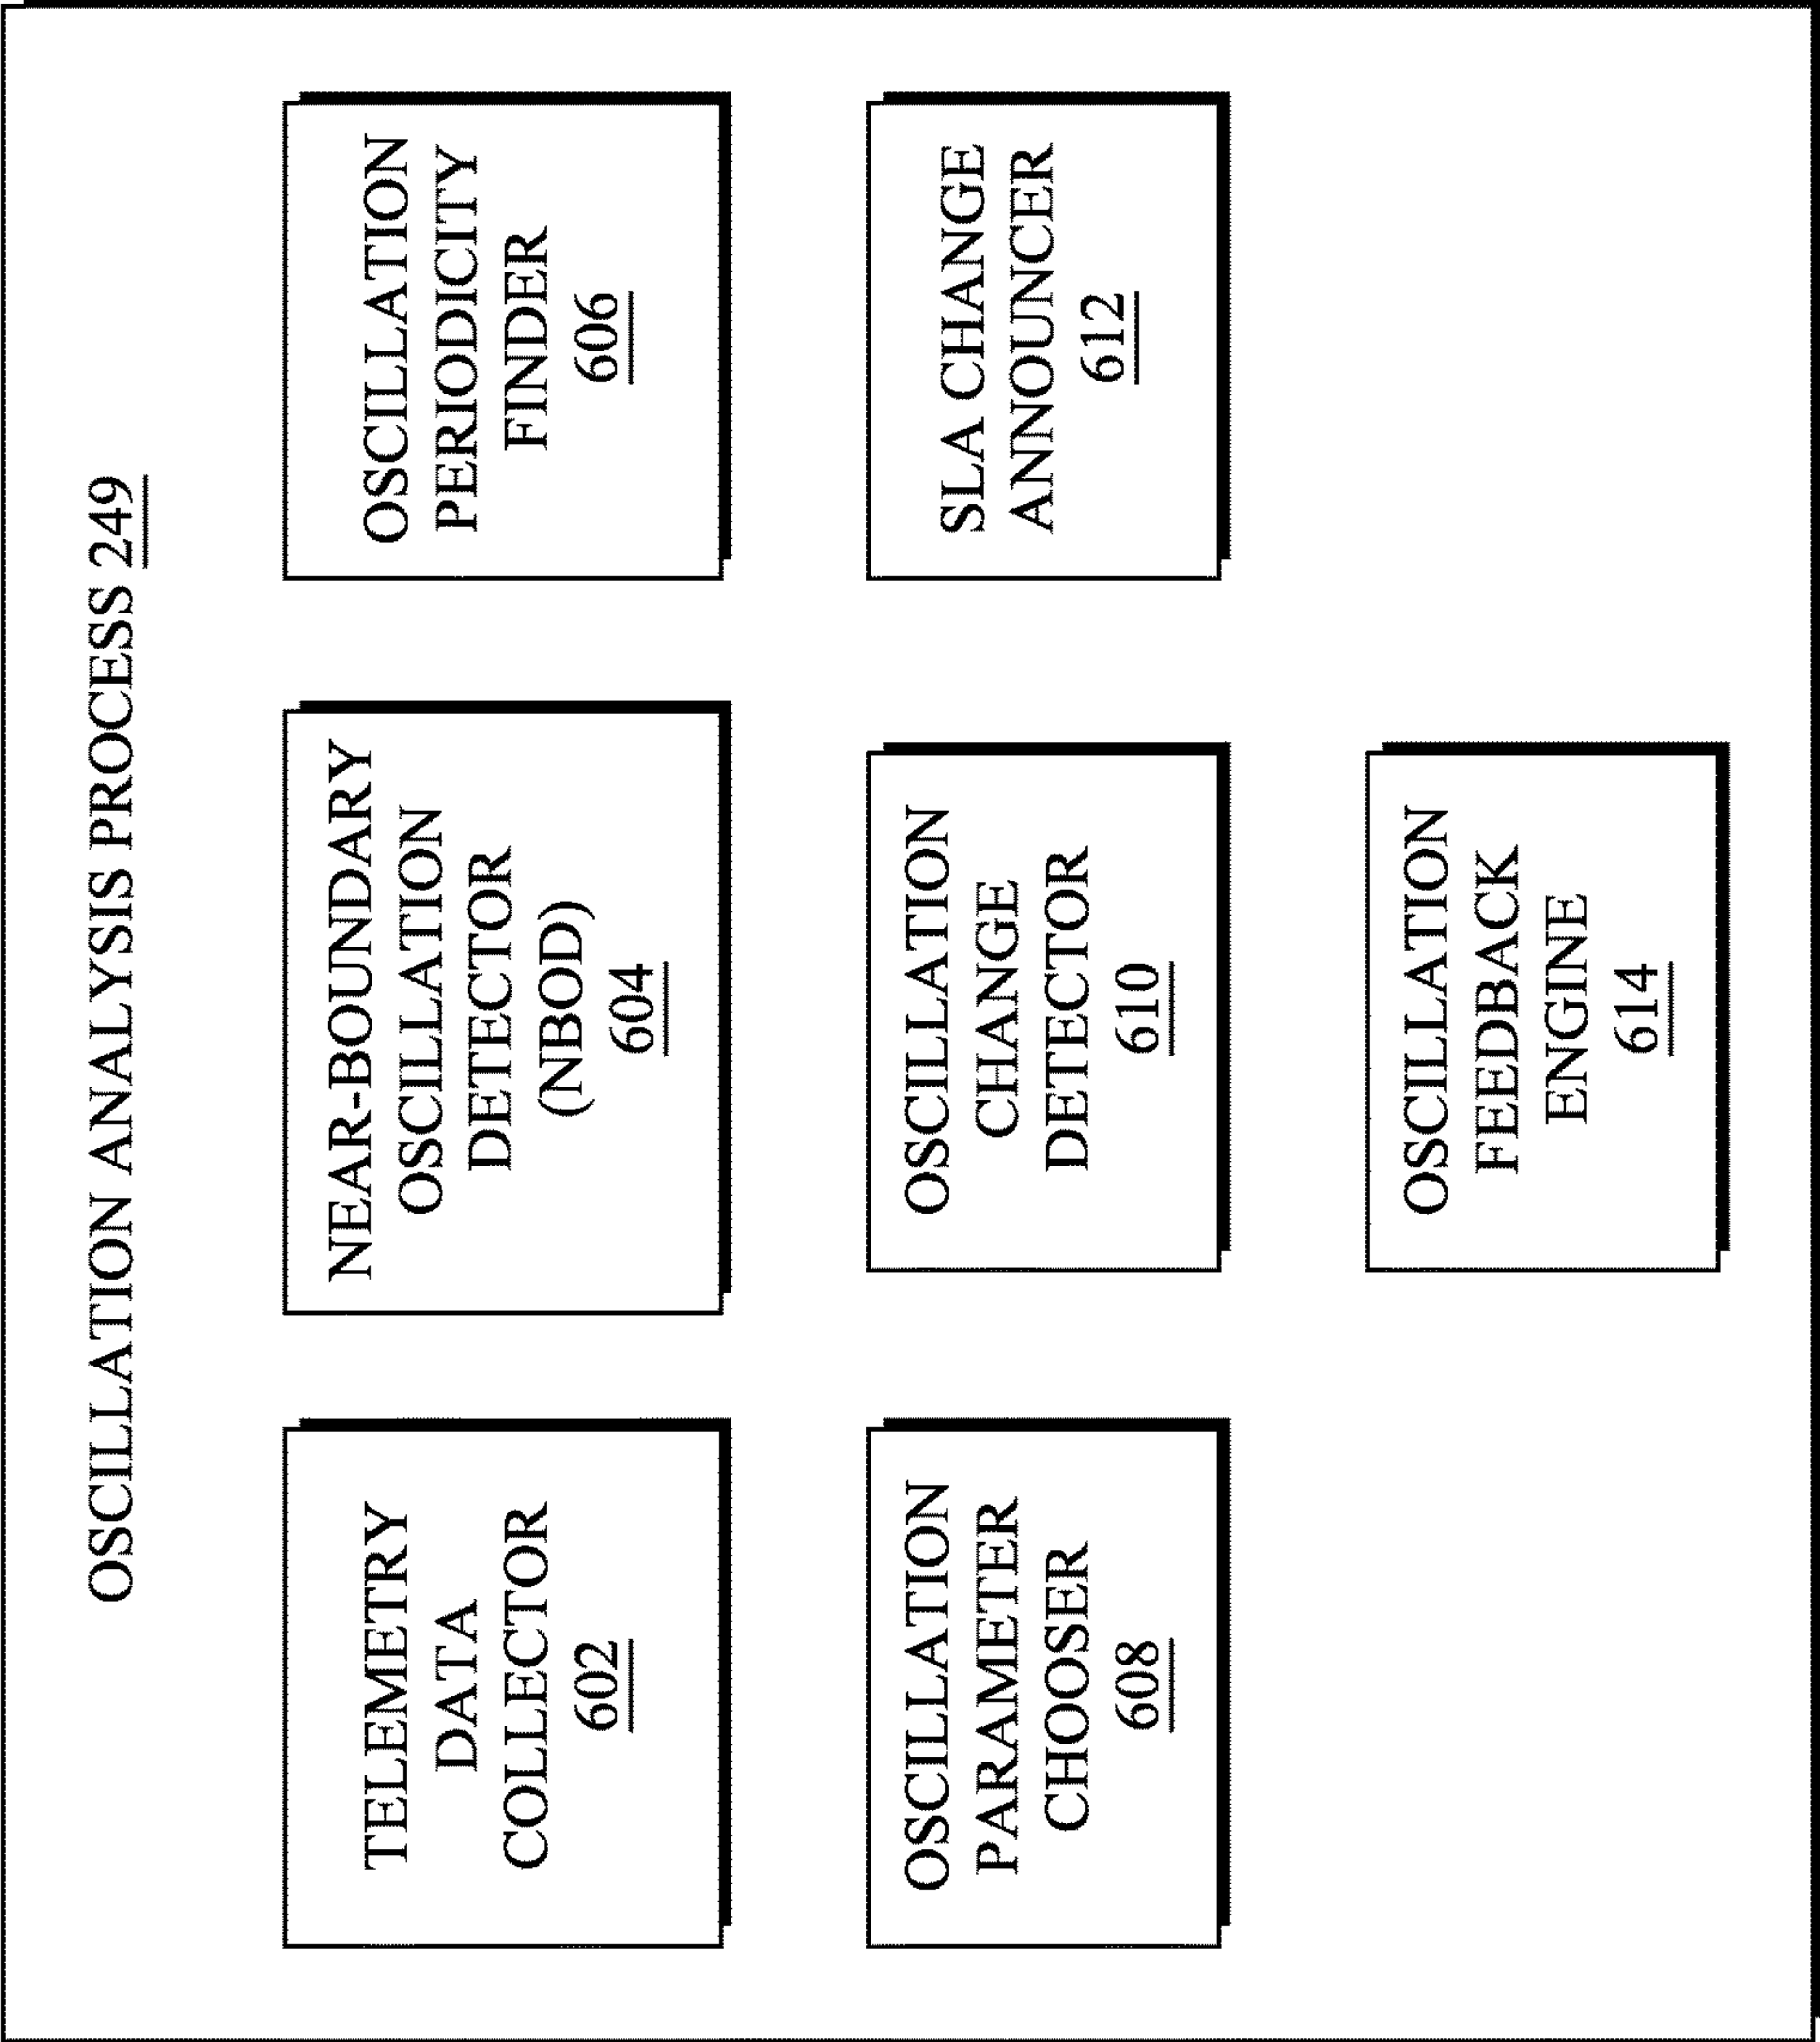 OSCILLATION ANALYSIS PROCESS 249
TELEMETRY
DATA
COLLECTOR
602
NEAR-BOUNDARY
OSCILLATION
DETECTOR
(NBOD)
604
OSCILLATION
PERIODICITY
FINDER
606
OSCILLATION
PARAMETER
CHOOSER
608
OSCILLATION
CHANGE
DETECTOR
610
SLA CHANGE
ANNOUNCER
612
OSCILLATION
FEEDBACK
ENGINE
614